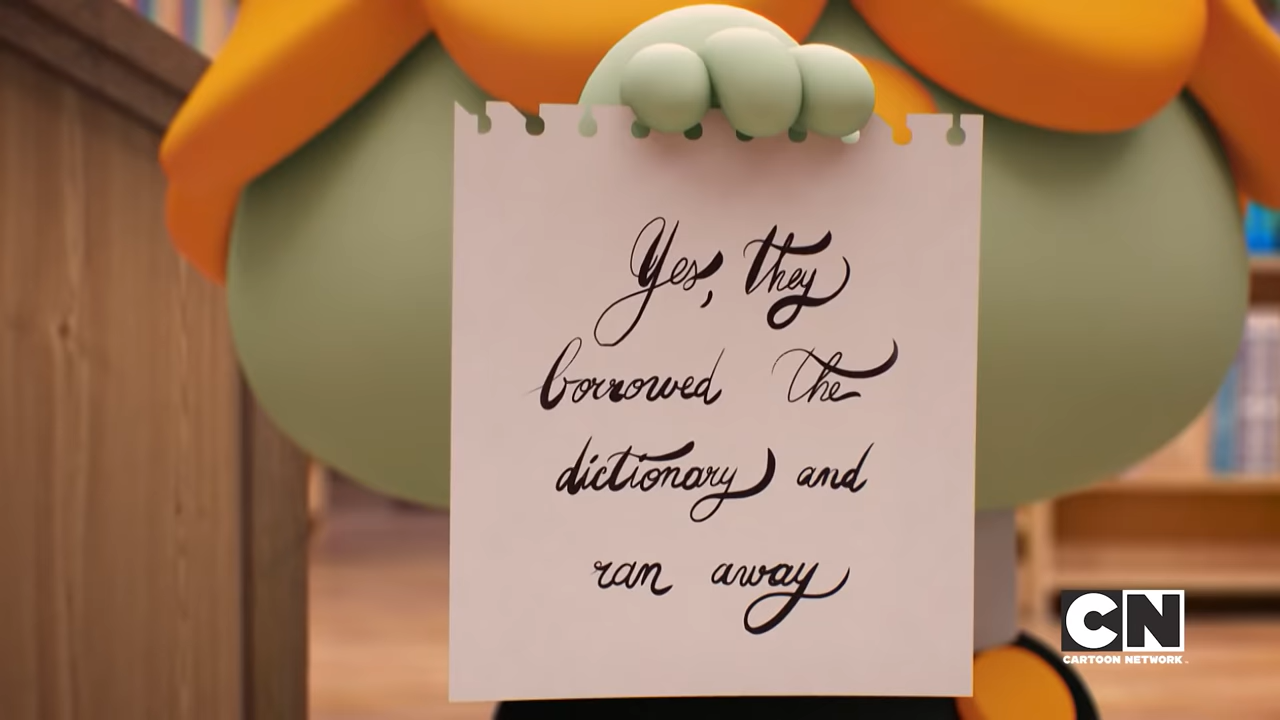 Yes, they
borrowed the
dictionary and
ran away
CN
CARTOON NETWORK.